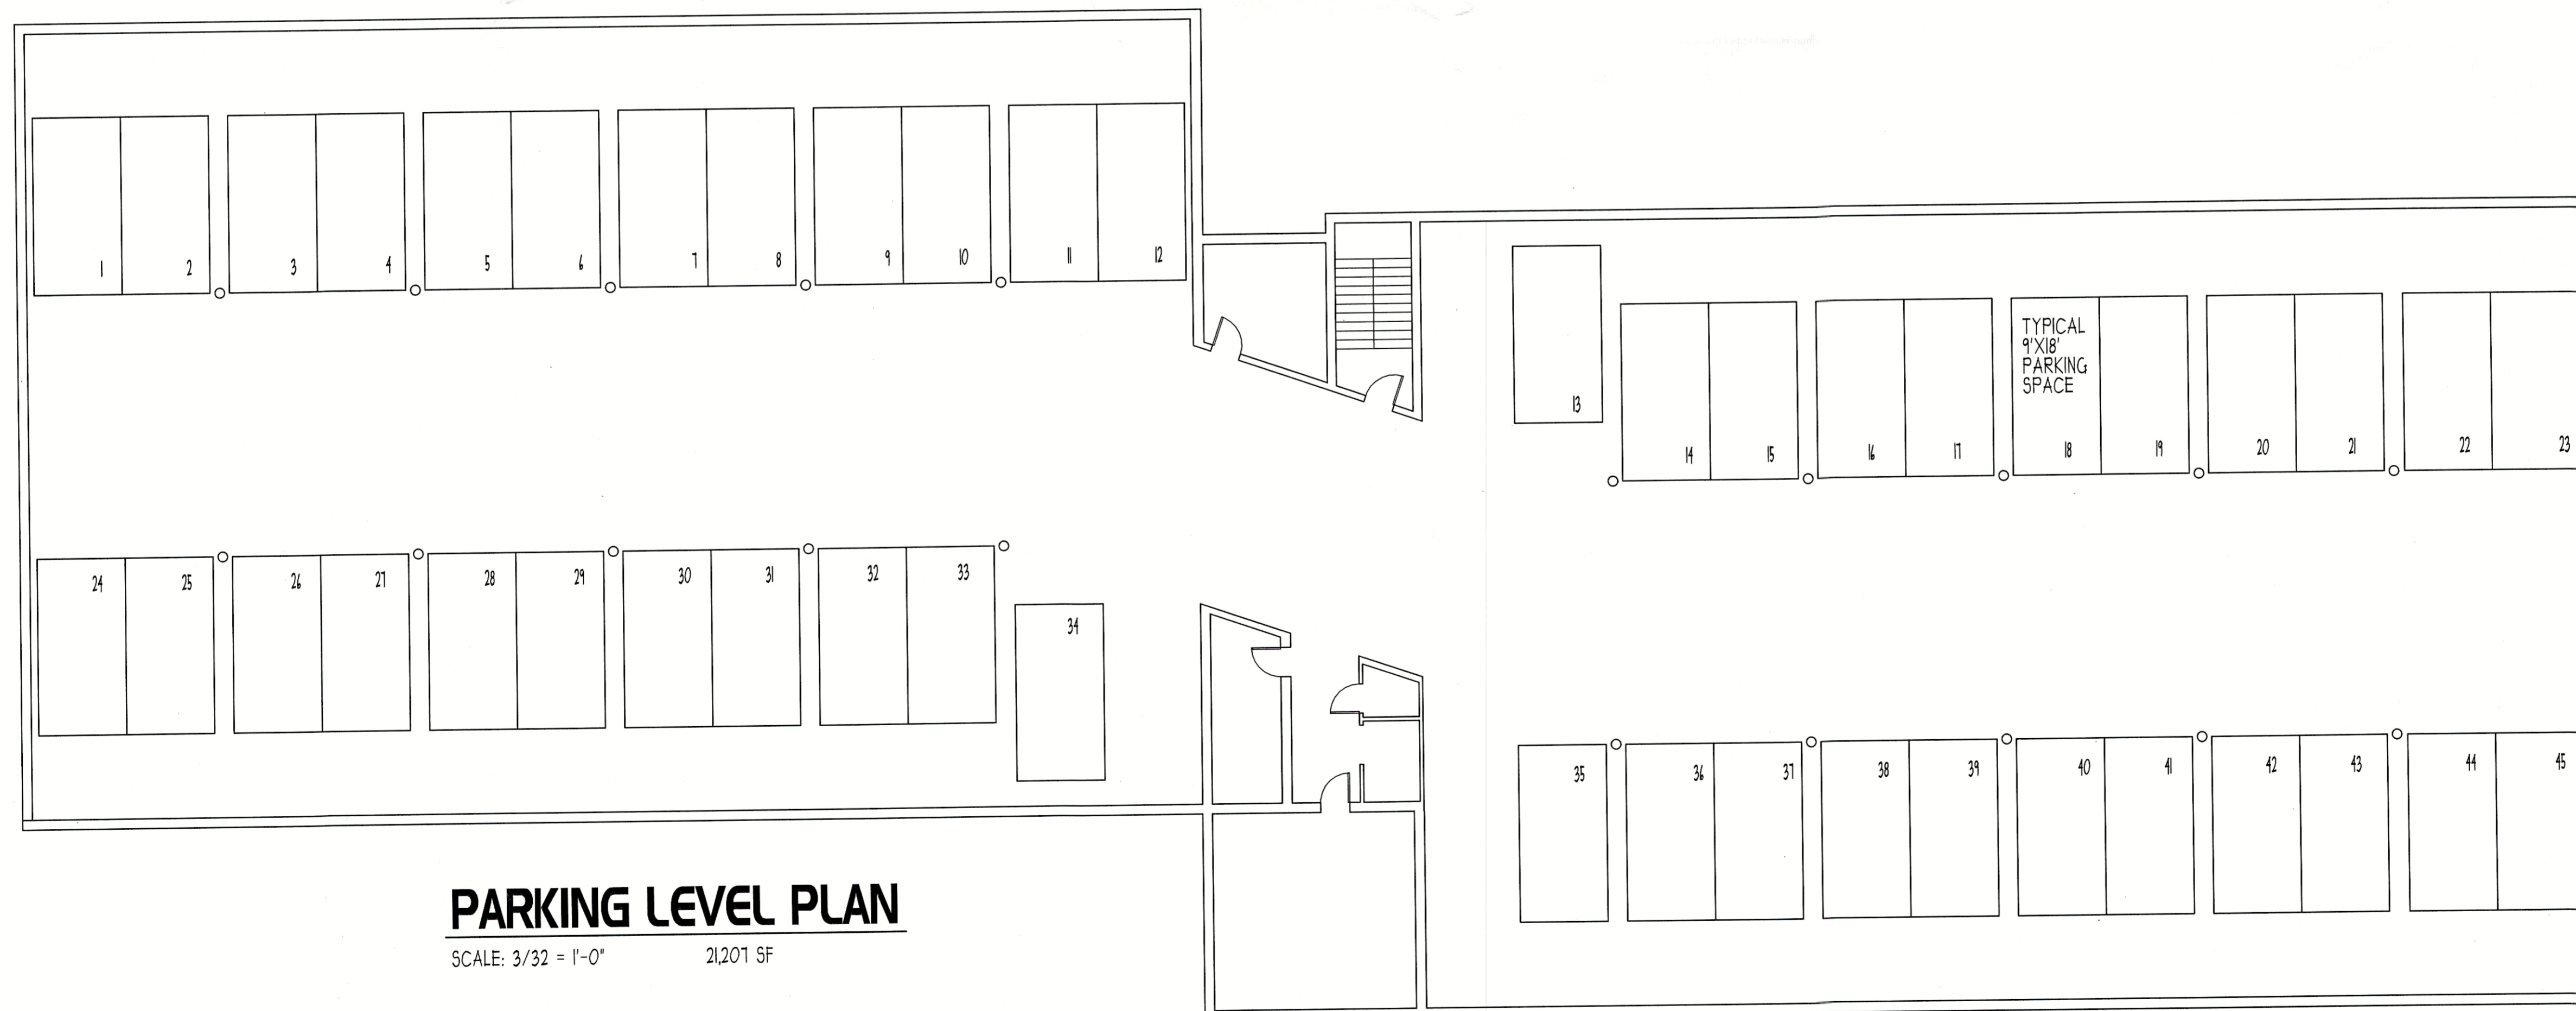 1 2 3 4 5 6 7 8 9 10 11 12
13
TYPICAL
9'X18'
PARKING
SPACE
14 15 16 17 18 19 20 21 22 23
24 25 26 27 28 29 30 31 32 33
34
35 36 37 38 39 40 41 42 43 44 45
PARKING LEVEL PLAN
SCALE: 3/32 = 1'-0" 21,207 SF